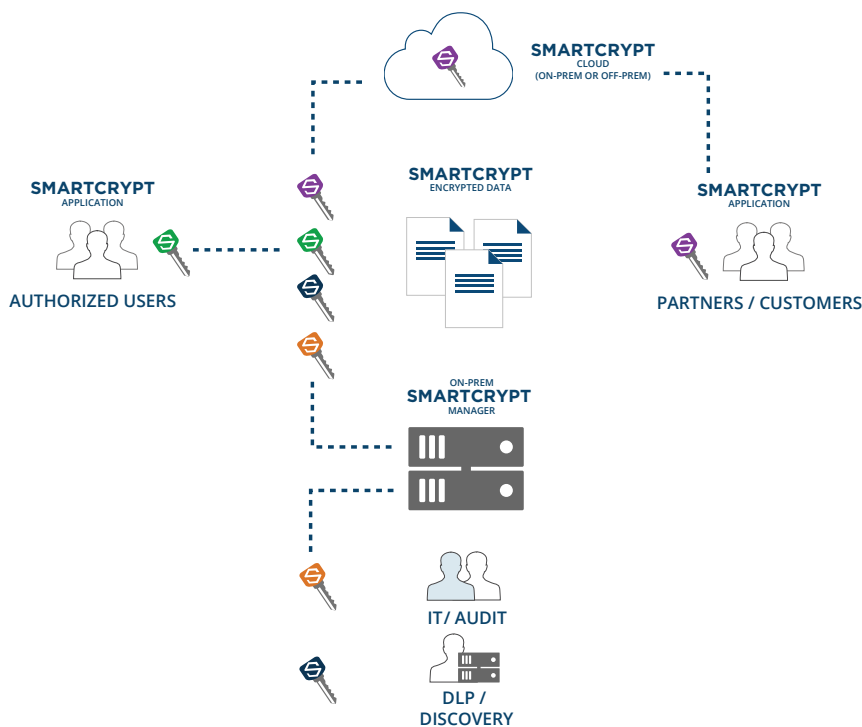 SMARTCRYPT
CLOUD
(ON-PREM OR OFF-PREM)
SMARTCRYPT
APPLICATION
AUTHORIZED USERS
SMARTCRYPT
ENCRYPTED DATA
SMARTCRYPT
APPLICATION
PARTNERS / CUSTOMERS
ON-PREM
SMARTCRYPT
MANAGER
IT/ AUDIT
DLP /
DISCOVERY